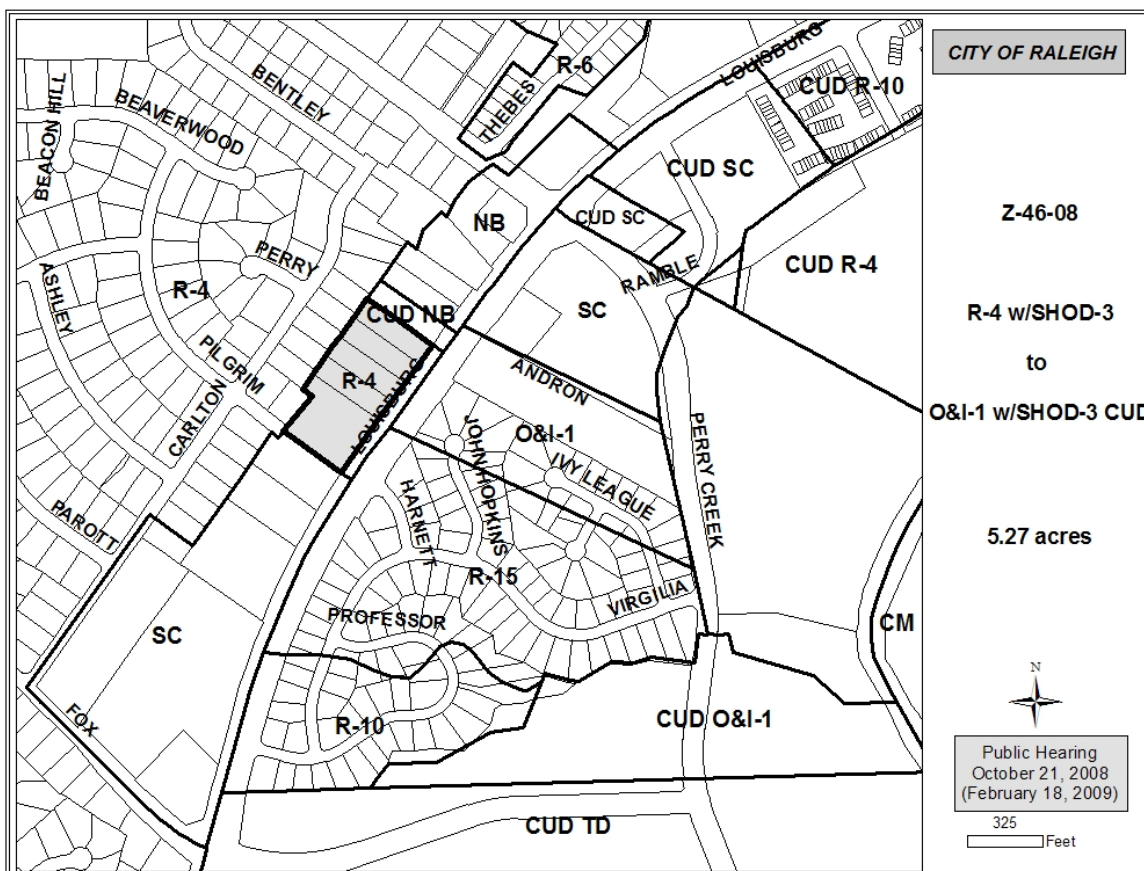 CITY OF RALEIGH
Z-46-08
R-4 w/SHOD-3
to
O&I-1 w/SHOD-3 CUD
5.27 acres
N
Public Hearing
October 21, 2008
(February 18, 2009)
325
Feet
LOUISBURG
R-6
THEBES
BENTLEY
CUD R-10
BEAVERWOOD
BEACON HILL
CUD SC
CUD SC
NB
PERRY
RAMBLE
CUD R-4
ASHLEY
R-4
SC
CUD NB
PILGRIM
R-4
LOUISBURG
ANDRON
CARLTON
O&I-1
JOHN HOPKINS
IVY LEAGUE
PERRY CREEK
HARNETT
PAROTT
R-15
VIRGILIA
PROFESSOR
SC
CM
FOX
R-10
CUD O&I-1
CUD TD